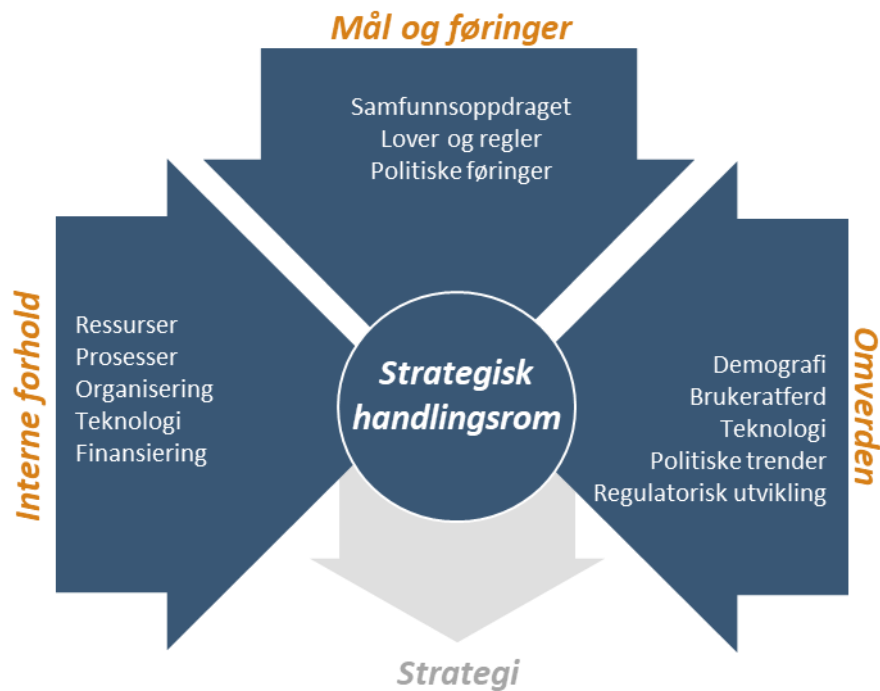 Mål og føringer
Samfunnsoppdraget
Lover og regler
Politiske føringer
Interne forhold
Ressurser
Prosesser
Organisering
Teknologi
Finansiering
Strategisk
handlingsrom
Demografi
Brukeratferd
Teknologi
Politiske trender
Regulatorisk utvikling
Omverden
Strategi